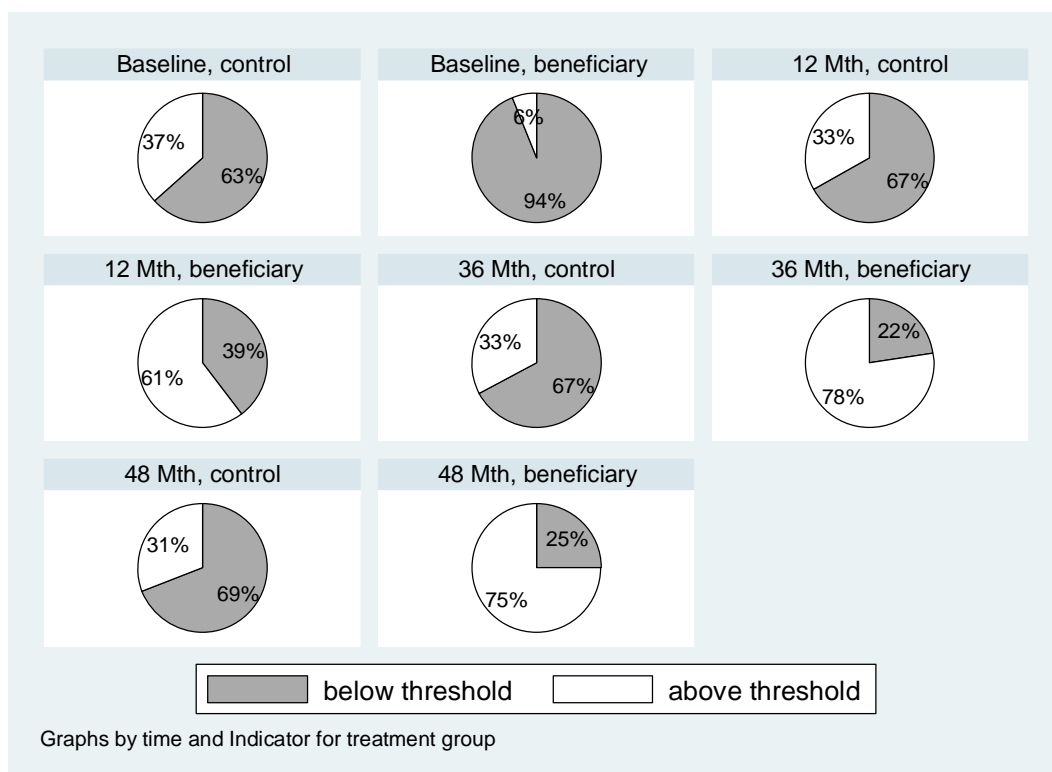 Baseline, control
37%
63%
Baseline, beneficiary
6%
94%
12 Mth, control
33%
67%
12 Mth, beneficiary
39%
61%
36 Mth, control
33%
67%
36 Mth, beneficiary
22%
78%
48 Mth, control
31%
69%
48 Mth, beneficiary
25%
75%
below threshold
above threshold
Graphs by time and Indicator for treatment group